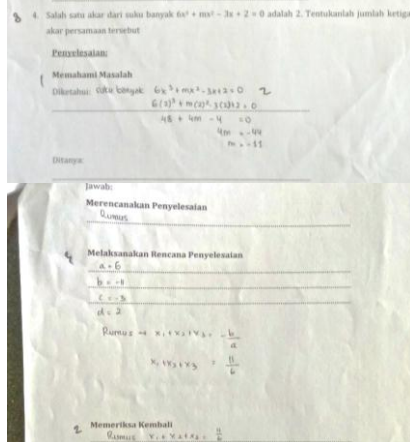 8 4. Salah satu akar dari suku banyak 6x³ + mx² - 3x + 2 = 0 adalah 2. Tentukanlah jumlah ketiga
akar persamaan tersebut
Penyelesaian:
Memahami Masalah
Diketahui: suku banyak 6x³ + mx² - 3x + 2 = 0 2
6(2)³ + m(2)² - 3(2) + 2 = 0
48 + 4m - 4 = 0
4m = -44
m = -11
Ditanya:
Jawab:
Merencanakan Penyelesaian
Rumus
4 Melaksanakan Rencana Penyelesaian
a = 6
b = -11
c = -3
d = 2
Rumus → x₁ + x₂ + x₃ = -b/a
x₁ + x₂ + x₃ = 11/6
2 Memeriksa Kembali
Rumus x₁ + x₂ + x₃ = 11/6